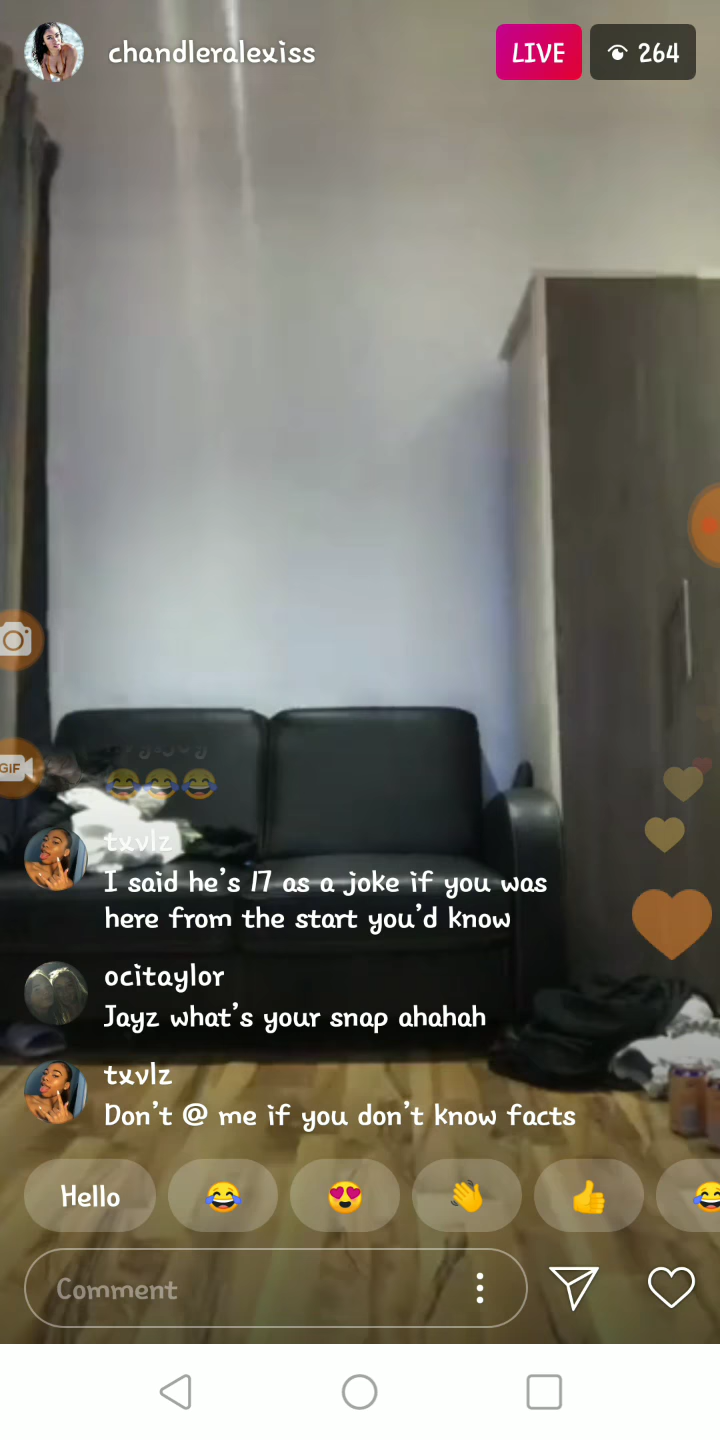 chandleralexiss
LIVE
264
GIF
😂😂😂
txvlz
I said he's 17 as a joke if you was
here from the start you'd know
ocitaylor
Jayz what's your snap ahahah
txvlz
Don't @ me if you don't know facts
Hello 😂 😍 👋 👍 😂
Comment